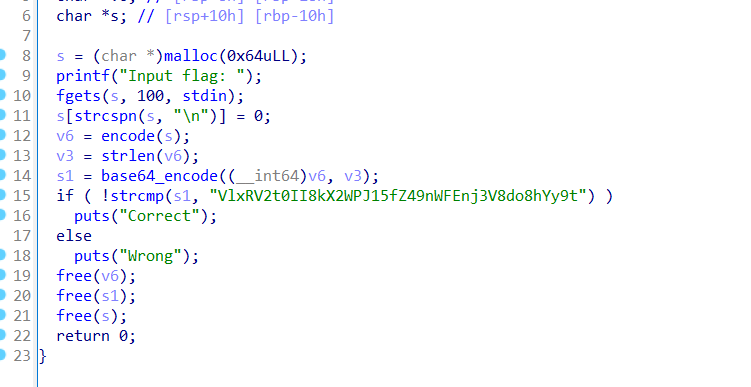 6 char *s; // [rsp+10h] [rbp-10h]
7
8 s = (char *)malloc(0x64uLL);
9 printf("Input flag: ");
10 fgets(s, 100, stdin);
11 s[strcspn(s, "\n")] = 0;
12 v6 = encode(s);
13 v3 = strlen(v6);
14 s1 = base64_encode((__int64)v6, v3);
15 if ( !strcmp(s1, "VlxRV2t0II8kX2WPJ15fZ49nWFEnj3V8do8hYy9t") )
16 puts("Correct");
17 else
18 puts("Wrong");
19 free(v6);
20 free(s1);
21 free(s);
22 return 0;
23 }